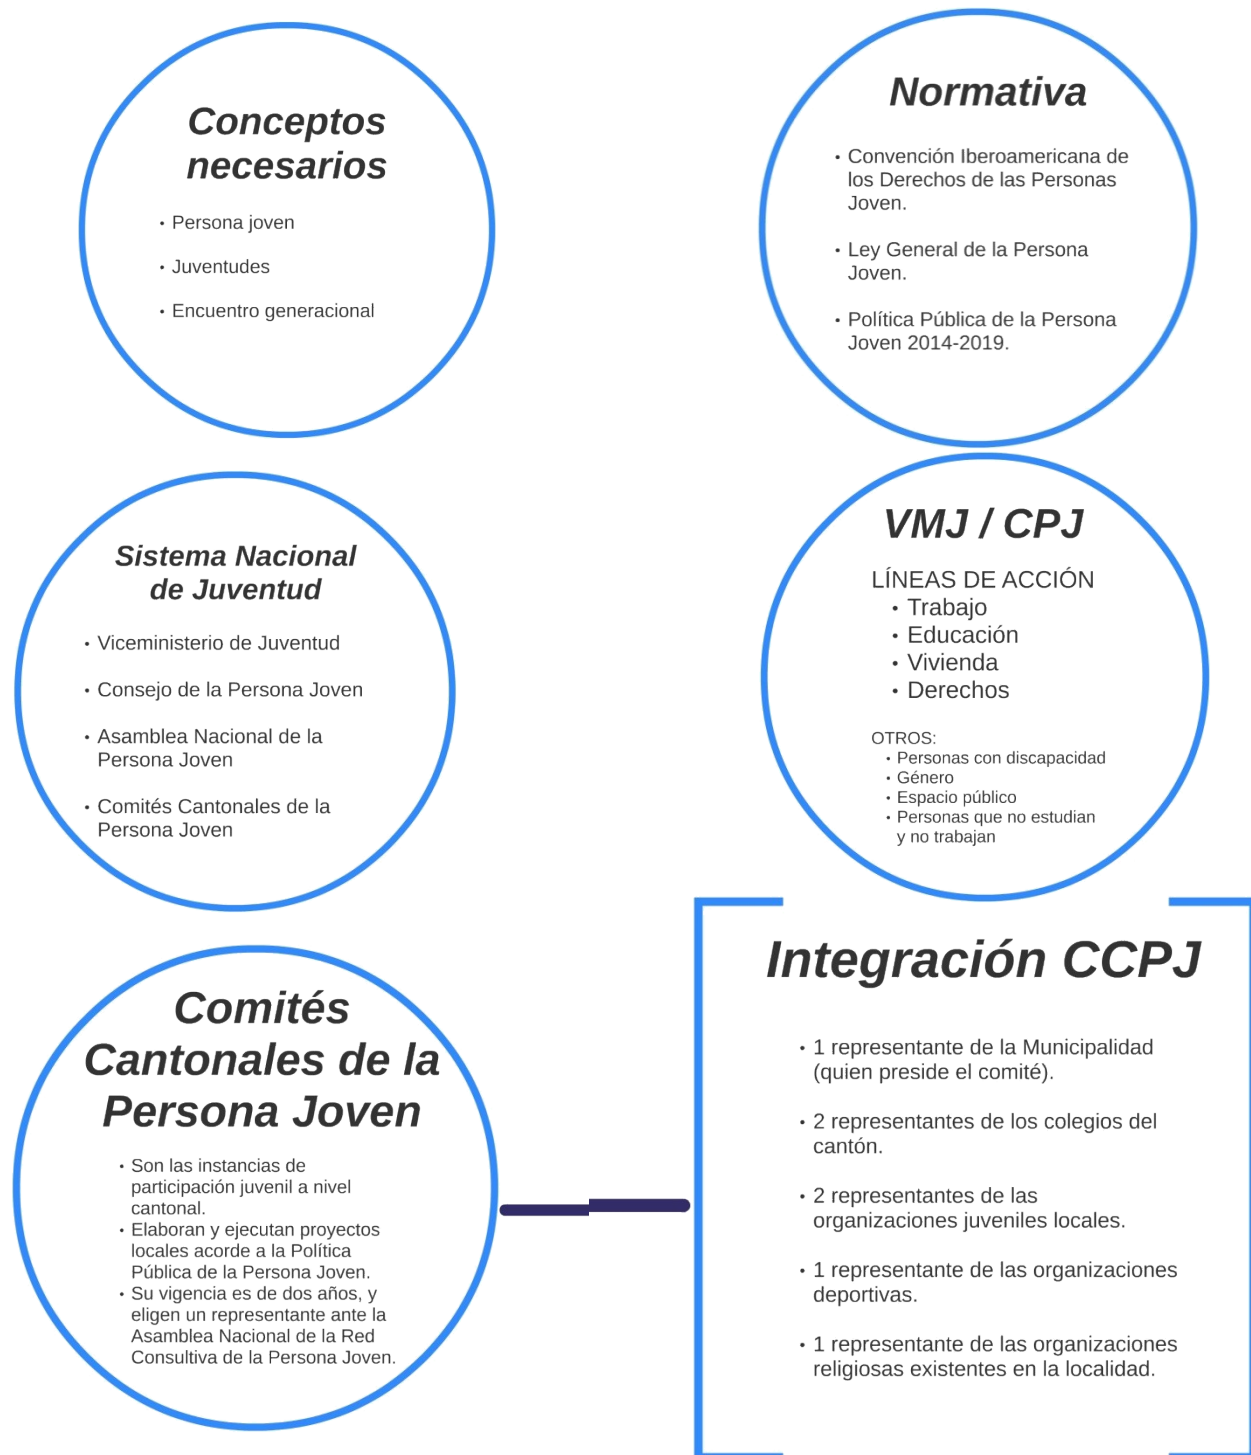 Conceptos
necesarios
• Persona joven
• Juventudes
• Encuentro generacional
Normativa
• Convención Iberoamericana de
los Derechos de las Personas
Joven.
• Ley General de la Persona
Joven.
• Política Pública de la Persona
Joven 2014-2019.
Sistema Nacional
de Juventud
• Viceministerio de Juventud
• Consejo de la Persona Joven
• Asamblea Nacional de la
Persona Joven
• Comités Cantonales de la
Persona Joven
VMJ / CPJ
LÍNEAS DE ACCIÓN
• Trabajo
• Educación
• Vivienda
• Derechos
OTROS:
• Personas con discapacidad
• Género
• Espacio público
• Personas que no estudian
y no trabajan
Comités
Cantonales de la
Persona Joven
• Son las instancias de
participación juvenil a nivel
cantonal.
• Elaboran y ejecutan proyectos
locales acorde a la Política
Pública de la Persona Joven.
• Su vigencia es de dos años, y
eligen un representante ante la
Asamblea Nacional de la Red
Consultiva de la Persona Joven.
Integración CCPJ
• 1 representante de la Municipalidad
(quien preside el comité).
• 2 representantes de los colegios del
cantón.
• 2 representantes de las
organizaciones juveniles locales.
• 1 representante de las organizaciones
deportivas.
• 1 representante de las organizaciones
religiosas existentes en la localidad.